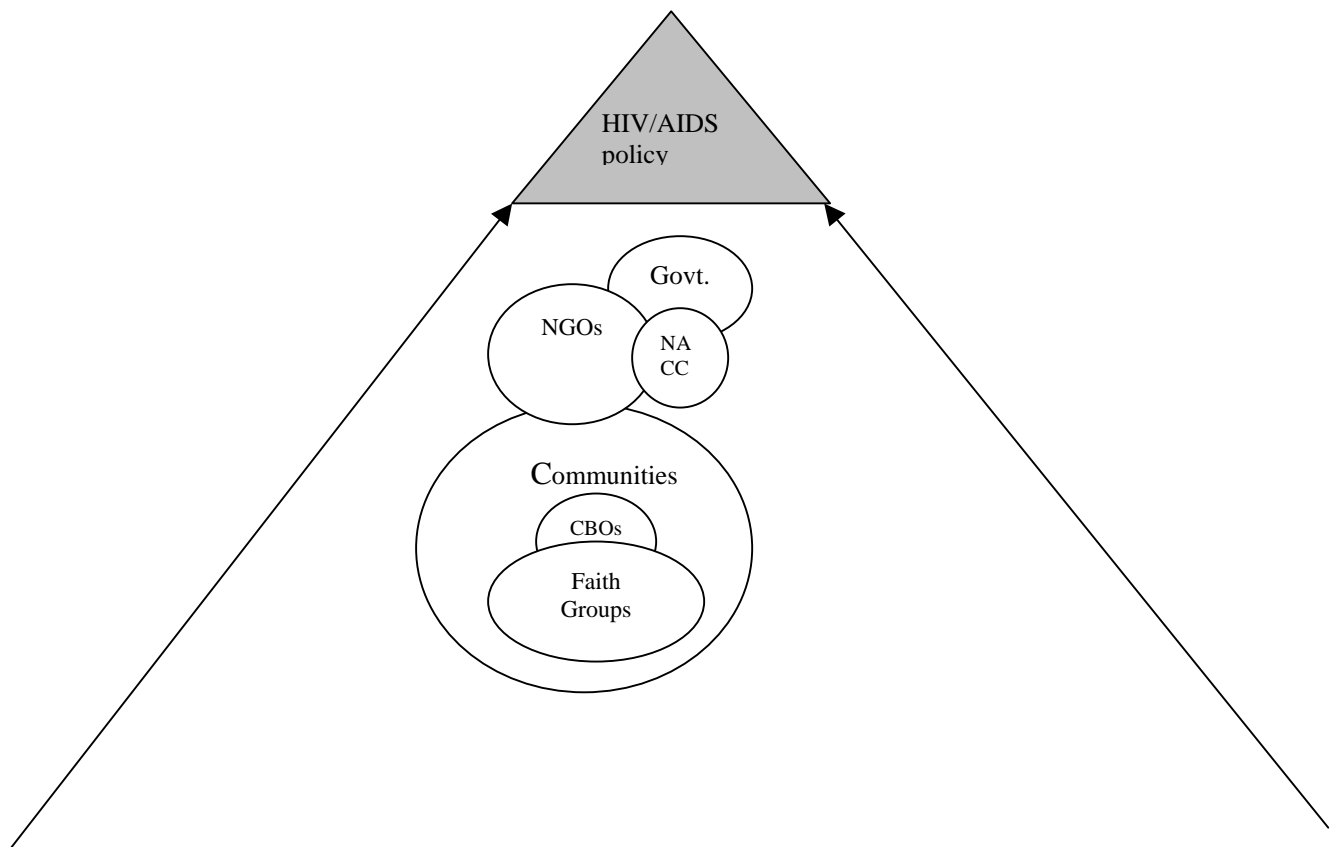 HIV/AIDS
policy
Govt.
NGOs
NA
CC
Communities
CBOs
Faith
Groups